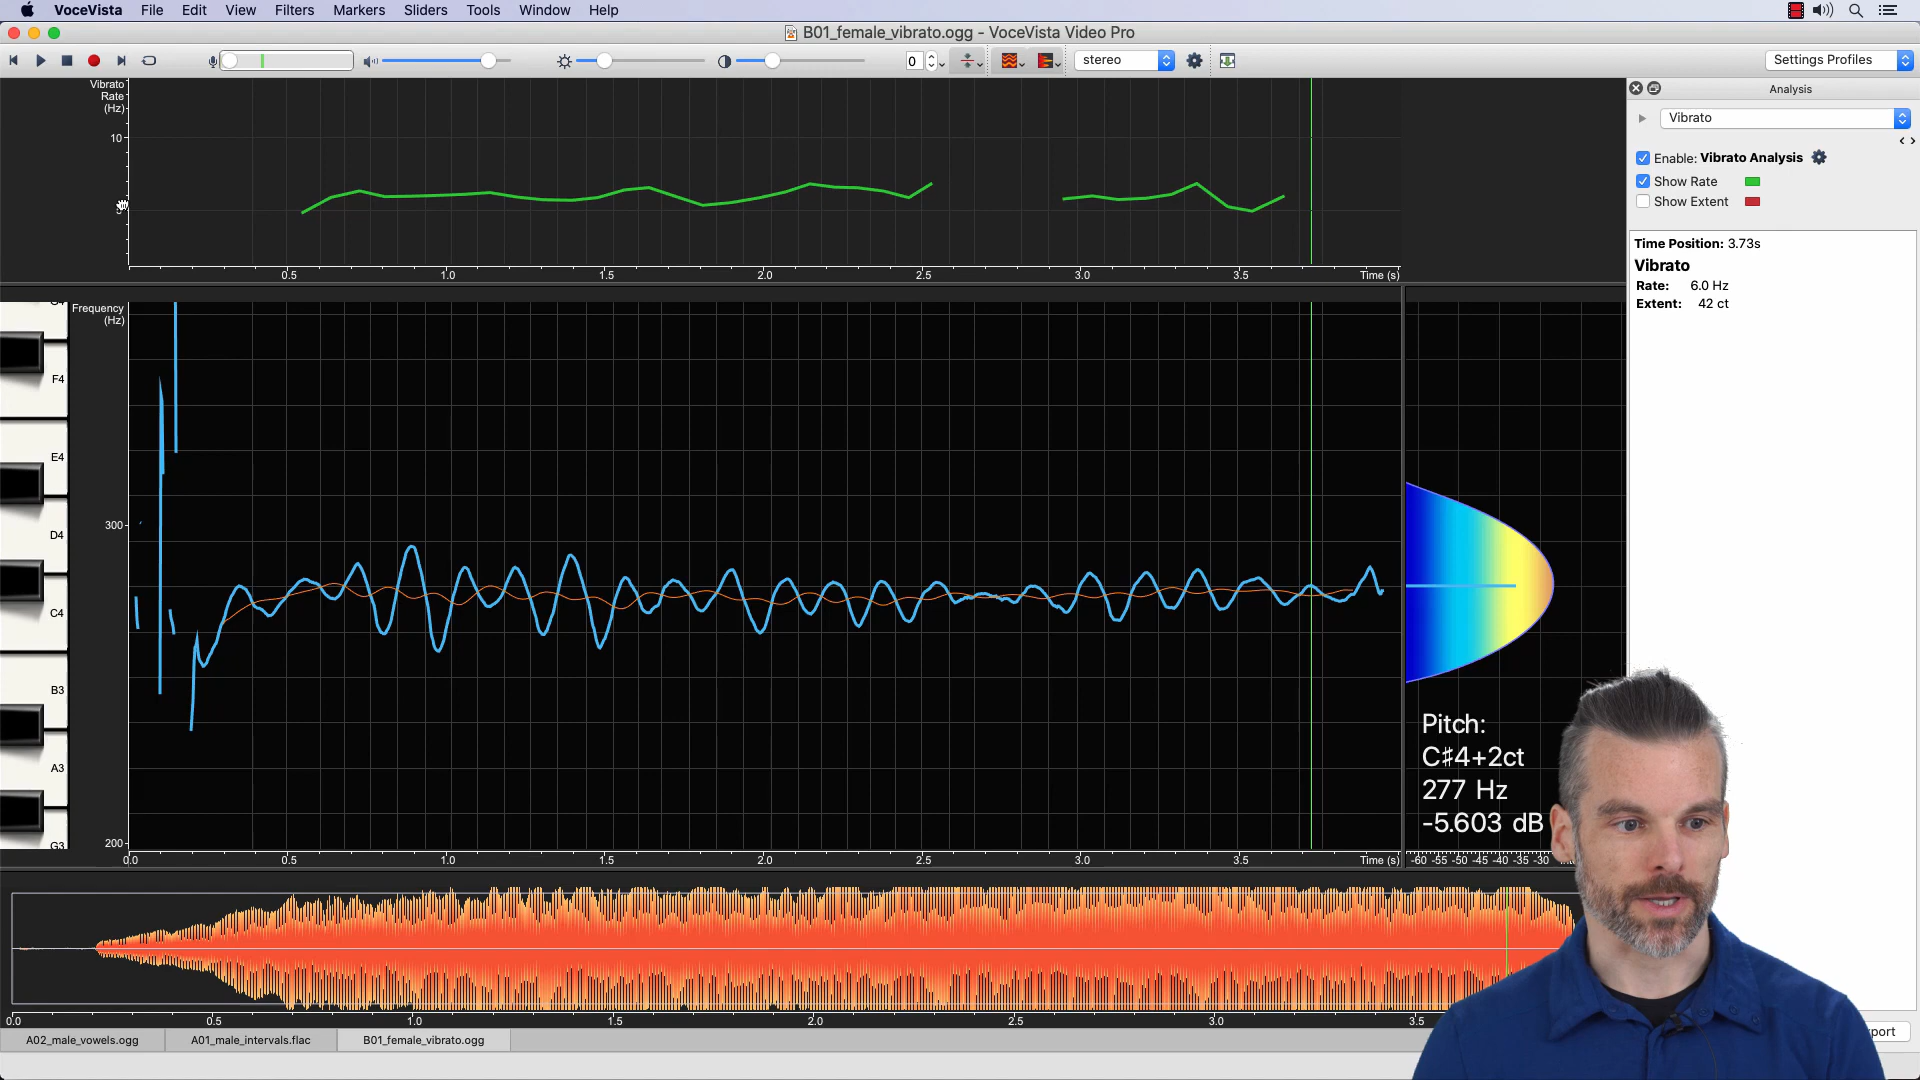 VoceVista File Edit View Filters Markers Sliders Tools Window Help
B01_female_vibrato.ogg - VoceVista Video Pro
0 stereo Settings Profiles
Vibrato
Rate
(Hz)
10
5
0.5 1.0 1.5 2.0 2.5 3.0 3.5 Time (s)
Analysis
Vibrato
Enable: Vibrato Analysis
Show Rate
Show Extent
Time Position: 3.73s
Vibrato
Rate: 6.0 Hz
Extent: 42 ct
Frequency
(Hz)
F4
E4
300
D4
C4
B3
A3
G3
200
0.0 0.5 1.0 1.5 2.0 2.5 3.0 3.5 Time (s)
Pitch:
C♯4+2ct
277 Hz
-5.603 dB
-60 -55 -50 -45 -40 -35 -30
0.0 0.5 1.0 1.5 2.0 2.5 3.0 3.5
A02_male_vowels.ogg A01_male_intervals.flac B01_female_vibrato.ogg
port